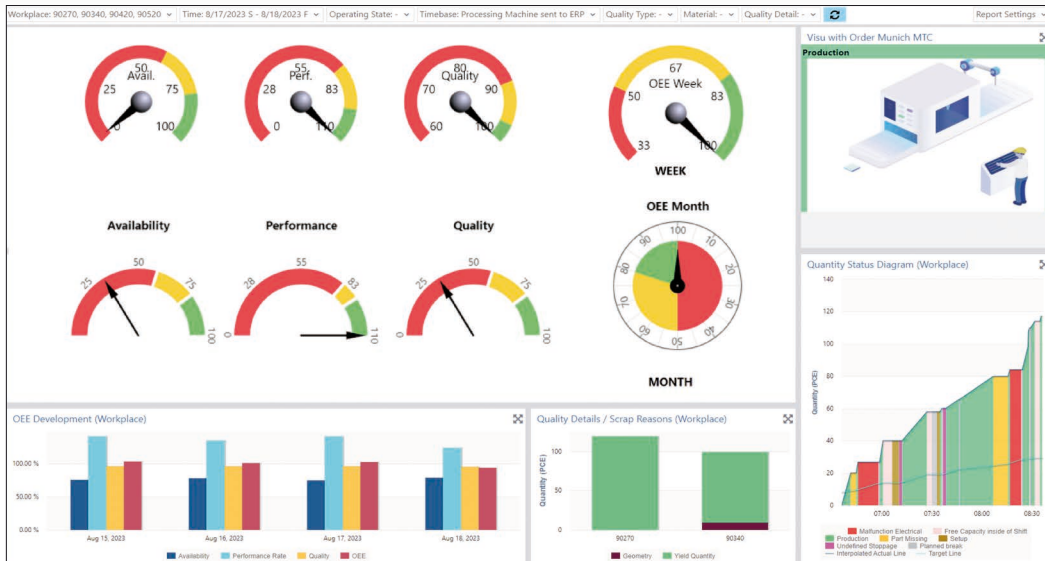 Workplace: 90270, 90340, 90420, 90520 Time: 8/17/2023 S - 8/18/2023 F Operating State: - Timebase: Processing Machine sent to ERP Quality Type: - Material: - Quality Detail: - Report Settings
0 25 50 75 100
Avail.
0 28 55 83 110
Perf.
60 70 80 90 100
Quality
33 50 67 83 100
OEE Week
WEEK
Availability
0 25 50 75 100
Performance
0 28 55 83 110
Quality
0 25 50 75 100
OEE Month
100 10 20 30 40 50 60 70 80 90
MONTH
Visu with Order Munich MTC
Production
OEE Development (Workplace)
100.00 %
50.00 %
0.00 %
Aug 15, 2023 Aug 16, 2023 Aug 17, 2023 Aug 18, 2023
Availability Performance Rate Quality OEE
Quality Details / Scrap Reasons (Workplace)
Quantity (PCE)
100
50
0
90270 90340
Geometry Yield Quantity
Quantity Status Diagram (Workplace)
Quantity (PCE)
140
120
100
80
60
40
20
0
07:00 07:30 08:00 08:30
Malfunction Electrical Free Capacity inside of Shift
Production Part Missing Setup
Undefined Stoppage Planned break
Interpolated Actual Line Target Line